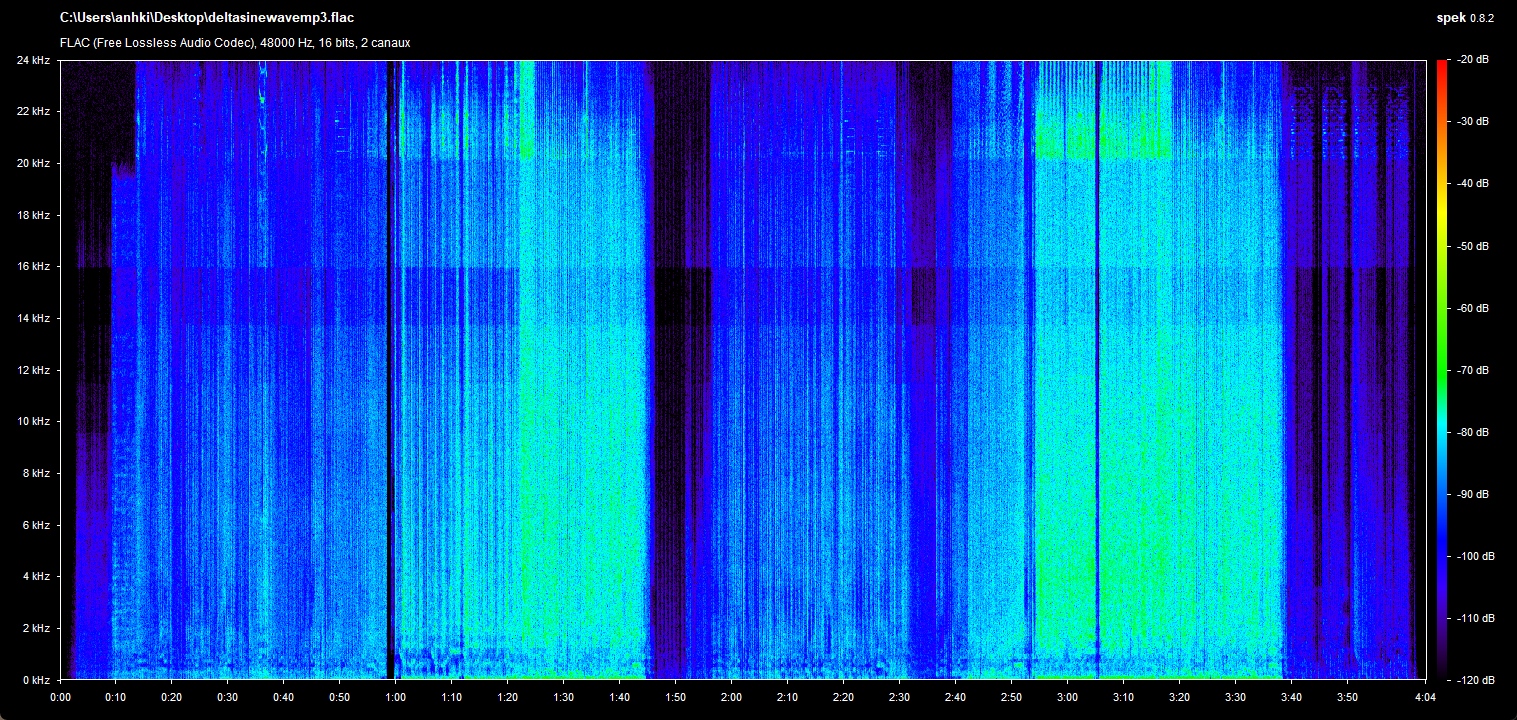 C:\Users\anhki\Desktop\deltasinewavemp3.flac
spek 0.8.2
FLAC (Free Lossless Audio Codec), 48000 Hz, 16 bits, 2 canaux
24 kHz
22 kHz
20 kHz
18 kHz
16 kHz
14 kHz
12 kHz
10 kHz
8 kHz
6 kHz
4 kHz
2 kHz
0 kHz
-20 dB
-30 dB
-40 dB
-50 dB
-60 dB
-70 dB
-80 dB
-90 dB
-100 dB
-110 dB
-120 dB
0:00 0:10 0:20 0:30 0:40 0:50 1:00 1:10 1:20 1:30 1:40 1:50 2:00 2:10 2:20 2:30 2:40 2:50 3:00 3:10 3:20 3:30 3:40 3:50 4:04